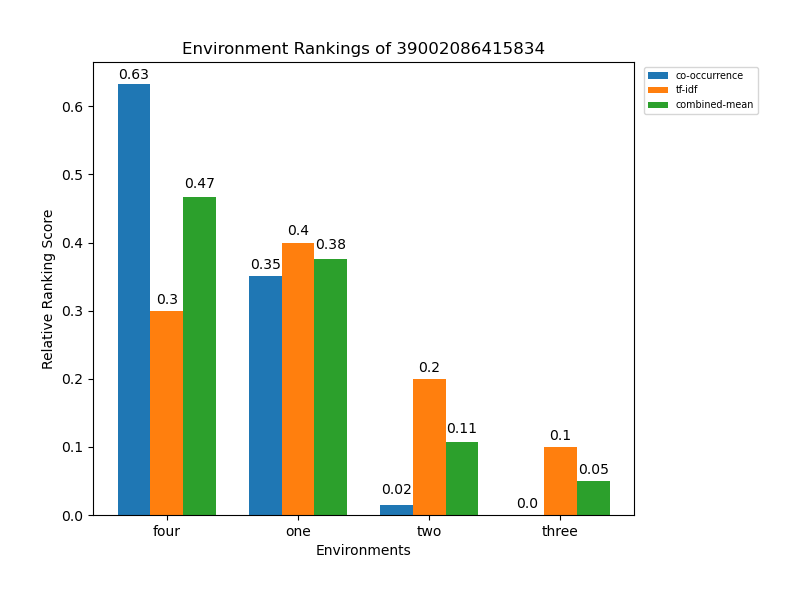 Environment Rankings of 39002086415834
co-occurrence
tf-idf
combined-mean
Relative Ranking Score
0.6
0.5
0.4
0.3
0.2
0.1
0.0
0.63
0.3
0.47
0.35
0.4
0.38
0.02
0.2
0.11
0.0
0.1
0.05
four one two three
Environments